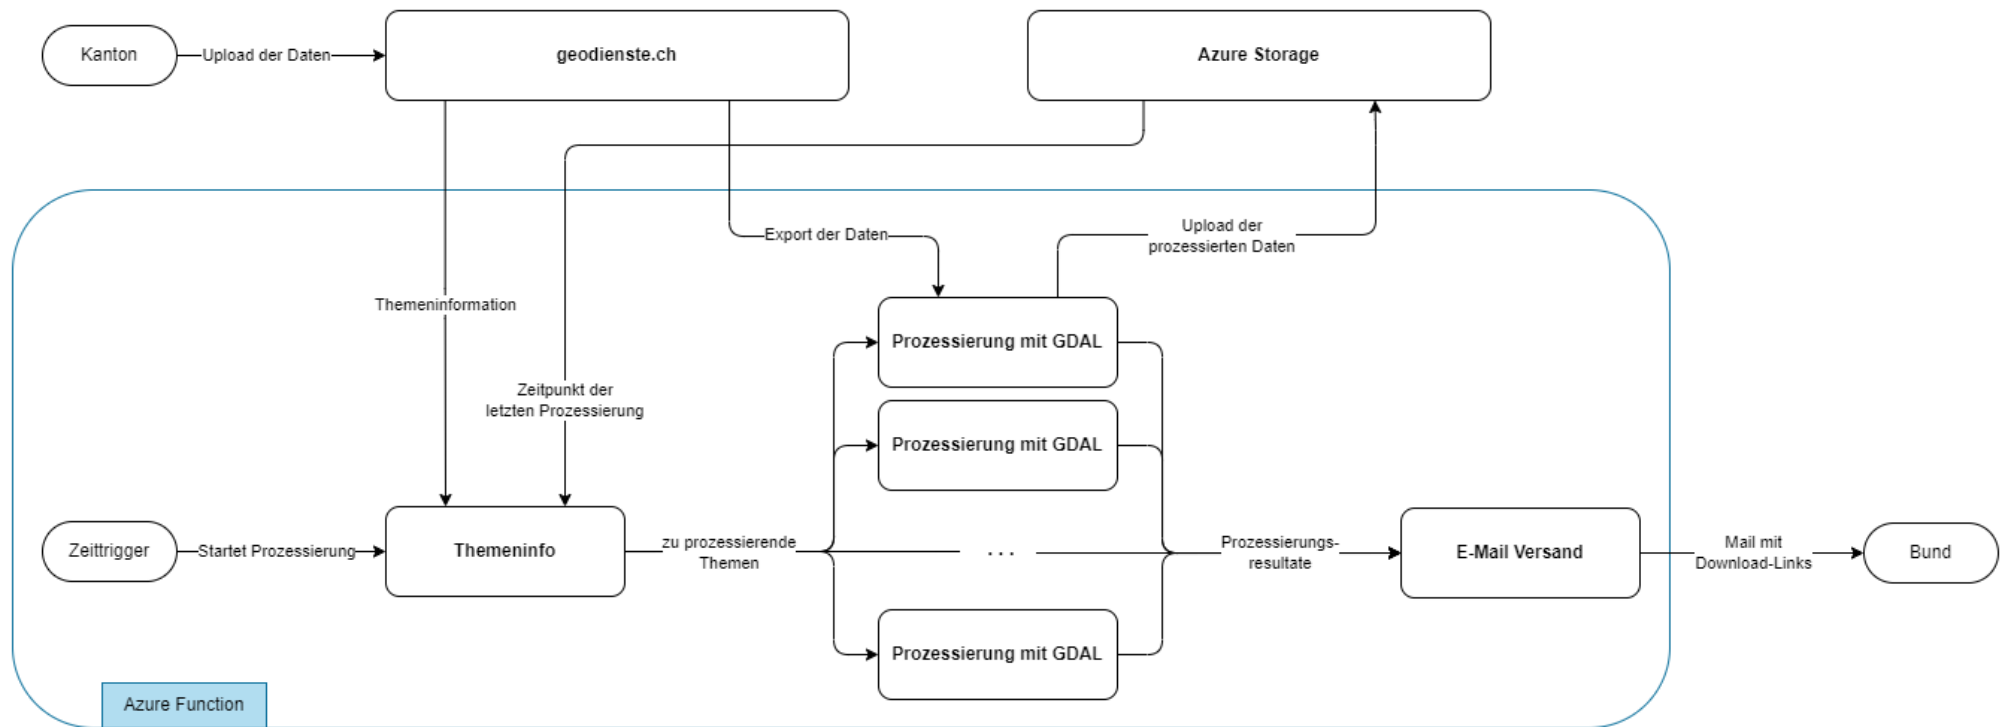 Kanton
Upload der Daten
geodienste.ch
Azure Storage
Export der Daten
Upload der
prozessierten Daten
Themeninformation
Prozessierung mit GDAL
Zeitpunkt der
letzten Prozessierung
Prozessierung mit GDAL
Zeittrigger
Startet Prozessierung
Themeninfo
zu prozessierende
Themen
...
Prozessierungs-
resultate
E-Mail Versand
Mail mit
Download-Links
Bund
Prozessierung mit GDAL
Azure Function